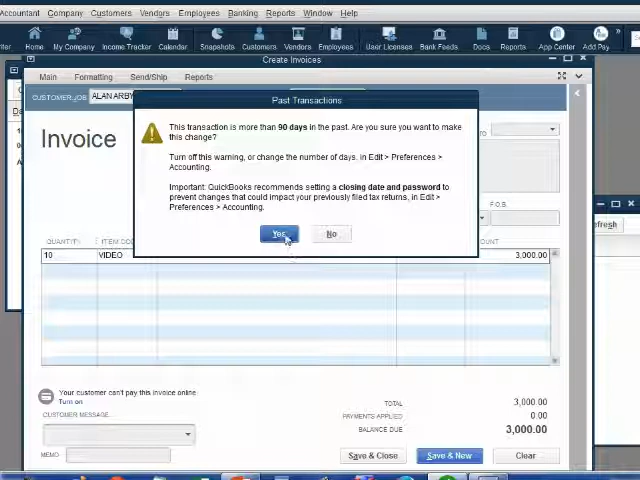 Accountant Company Customers Vendors Employees Banking Reports Window Help
Home My Company Income Tracker Calendar Snapshots Customers Vendors Employees User Licenses Bank Feeds Docs Reports App Center Add Pay
Create Invoices
Main Formatting Send/Ship Reports
CUSTOMER:JOB ALAN ARBY
Past Transactions
This transaction is more than 90 days in the past. Are you sure you want to make
this change?
Turn off this warning, or change the number of days, in Edit > Preferences >
Accounting.
Important: QuickBooks recommends setting a closing date and password to
prevent changes that could impact your previously filed tax returns, in Edit >
Preferences > Accounting.
Yes No
Invoice
TO
F.O.B.
efresh
QUANTITY ITEM COD OUNT
10 VIDEO 3,000.00
Your customer can't pay this invoice online
Turn on
CUSTOMER MESSAGE
MEMO
TOTAL 3,000.00
PAYMENTS APPLIED 0.00
BALANCE DUE 3,000.00
Save & Close Save & New Clear